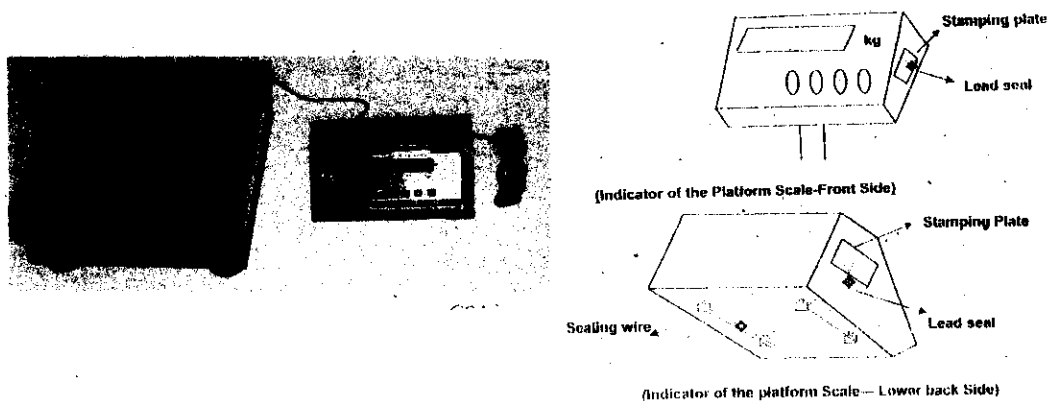 Stamping plate
kg
Lead seal
(Indicator of the Platform Scale-Front Side)
Stamping Plate
Sealing wire
Lead seal
(Indicator of the platform Scale— Lower back Side)